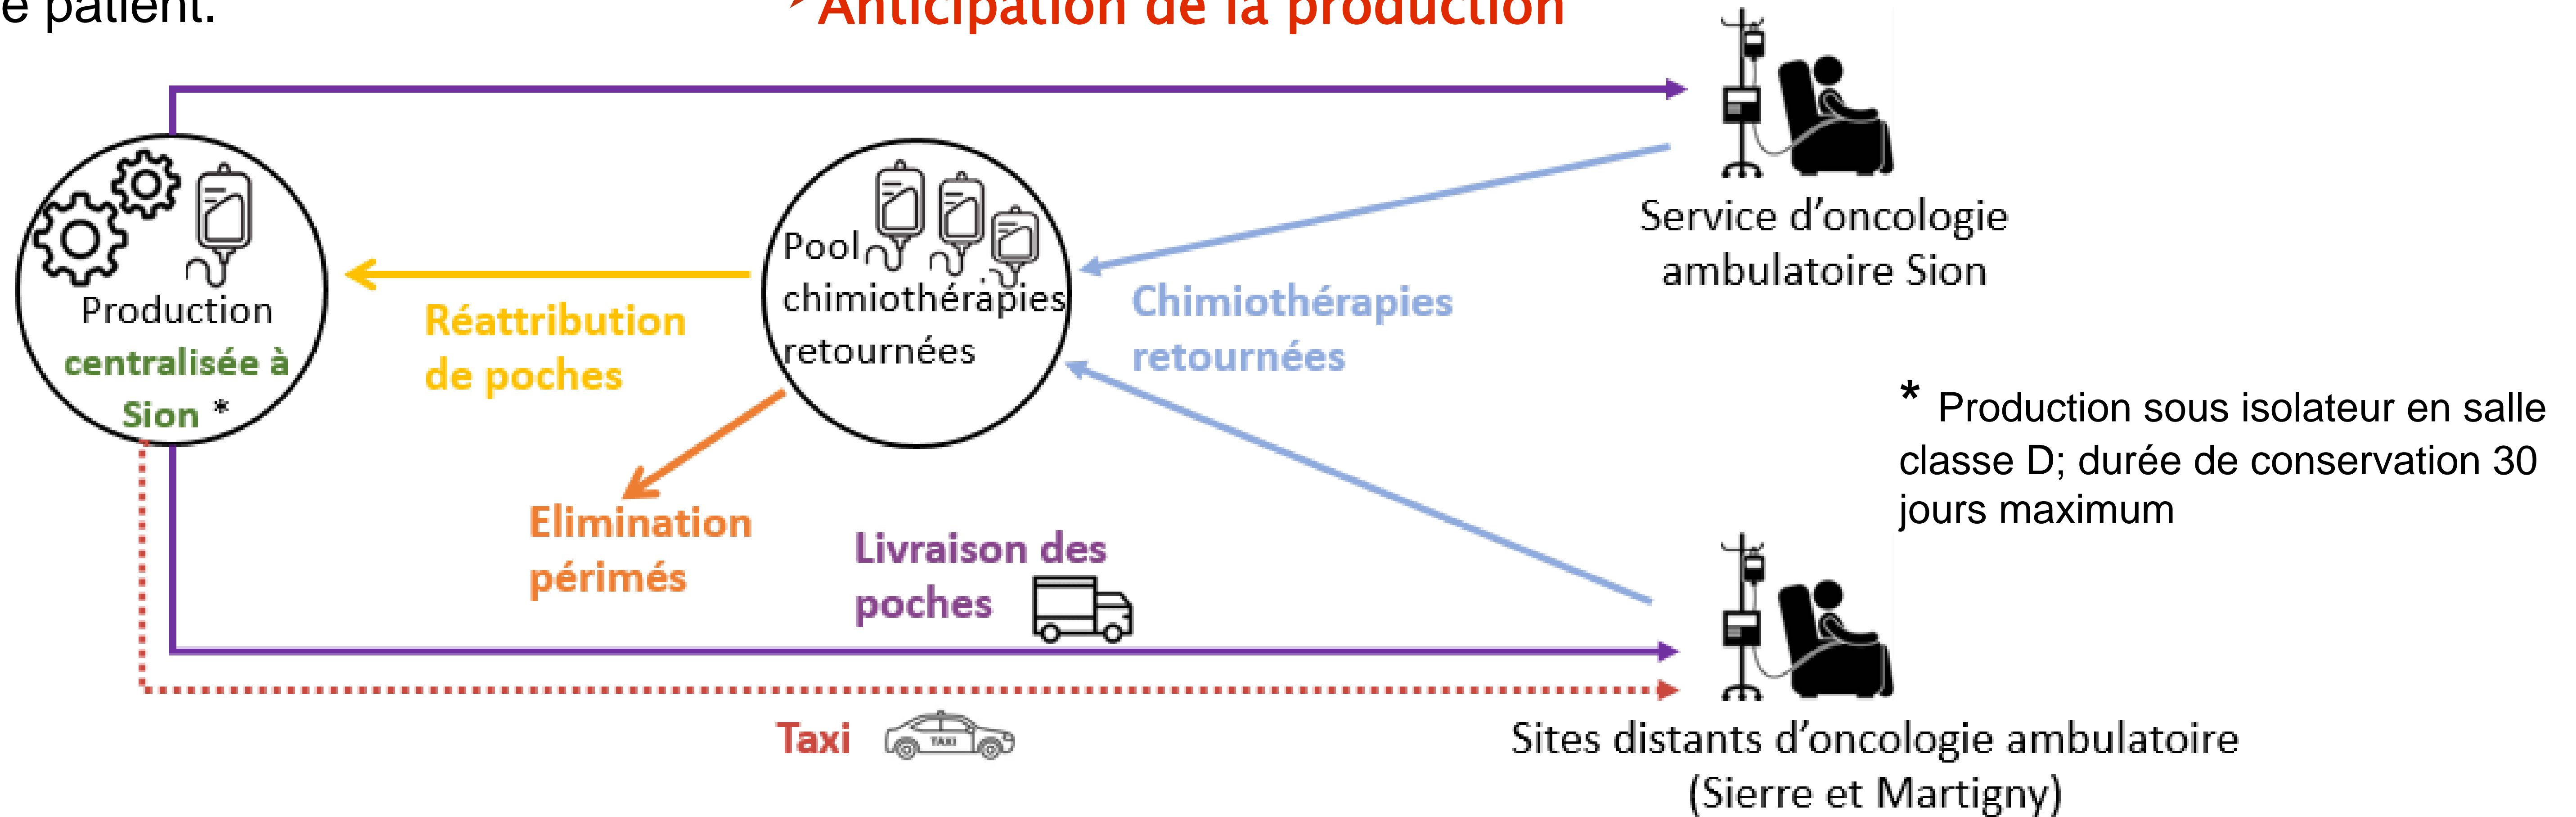 e patient.
Anticipation de la production
Production
centralisée à
Sion *
Réattribution
de poches
Pool
chimiothérapies
retournées
Chimiothérapies
retournées
Service d'oncologie
ambulatoire Sion
* Production sous isolateur en salle
classe D; durée de conservation 30
jours maximum
Elimination
périmés
Livraison des
poches
Taxi
TAXI
Sites distants d'oncologie ambulatoire
(Sierre et Martigny)